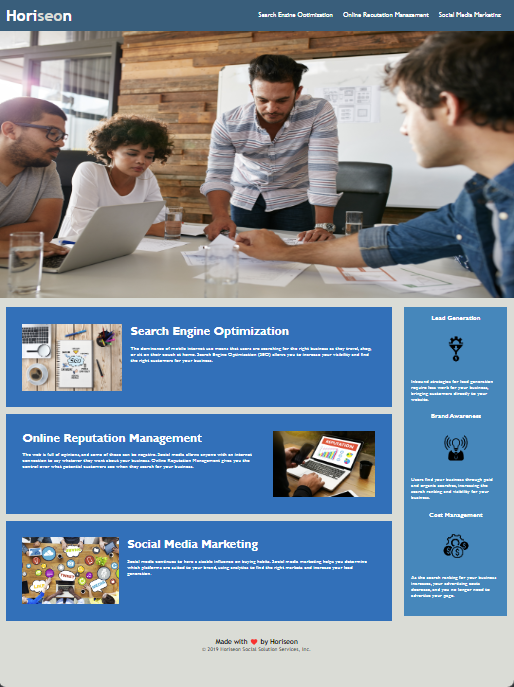 Horiseon
Search Engine Optimization
Online Reputation Management
Social Media Marketing
Search Engine Optimization
The dominance of mobile internet use means that users are searching for the right business as they travel, shop,
or sit on their couch at home. Search Engine Optimization (SEO) allows you to increase your visibility and find
the right customers for your business.
Online Reputation Management
The web is full of opinions, and some of these can be negative. Social media allows anyone with an internet
connection to say whatever they want about your business. Online Reputation Management gives you the
control over what potential customers see when they search for your business.
REPUTATION
Social Media Marketing
Social media continues to have a sizable influence on buying habits. Social media marketing helps you determine
which platforms are suited to your brand, using analytics to find the right markets and increase your lead
generation.
Lead Generation
Inbound strategies for lead generation
require less work for your business,
bringing customers directly to your
website.
Brand Awareness
Users find your business through paid
and organic searches, increasing the
search ranking and visibility for your
business.
Cost Management
As the search ranking for your business
increases, your advertising costs
decrease, and you no longer need to
advertise your page.
Made with ❤️ by Horiseon
© 2019 Horiseon Social Solution Services, Inc.